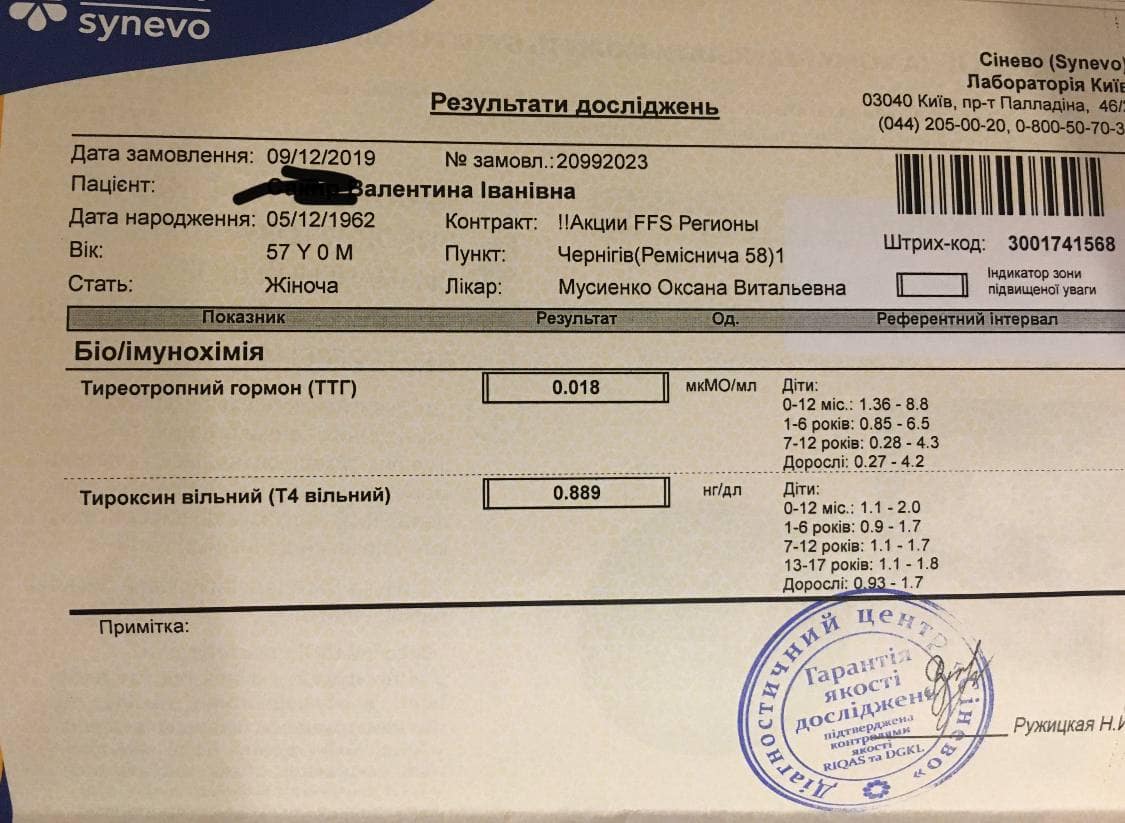 synevo
Сінево (Synevo)
Лабораторія Київ
03040 Київ, пр-т Палладіна, 46/
(044) 205-00-20, 0-800-50-70-3
Результати досліджень
Дата замовлення: 09/12/2019 № замовл.:20992023
Пацієнт: Валентина Іванівна
Дата народження: 05/12/1962 Контракт: !!Акции FFS Регионы
Вік: 57 Y 0 M Пункт: Чернігів(Реміснича 58)1
Стать: Жіноча Лікар: Мусиенко Оксана Витальевна
Штрих-код: 3001741568
Індикатор зони
підвищеної уваги
Показник Результат Од. Референтний інтервал
Біо/імунохімія
Тиреотропний гормон (ТТГ) 0.018 мкМО/мл Діти:
0-12 міс.: 1.36 - 8.8
1-6 років: 0.85 - 6.5
7-12 років: 0.28 - 4.3
Дорослі: 0.27 - 4.2
Тироксин вільний (Т4 вільний) 0.889 нг/дл Діти:
0-12 міс.: 1.1 - 2.0
1-6 років: 0.9 - 1.7
7-12 років: 1.1 - 1.7
13-17 років: 1.1 - 1.8
Дорослі: 0.93 - 1.7
Примітка:
Діагностичний центр «Сінево»
Гарантія
якості
досліджень
підтверджена
контролями
якості
RIQAS та DGKL
Ружицкая Н.И